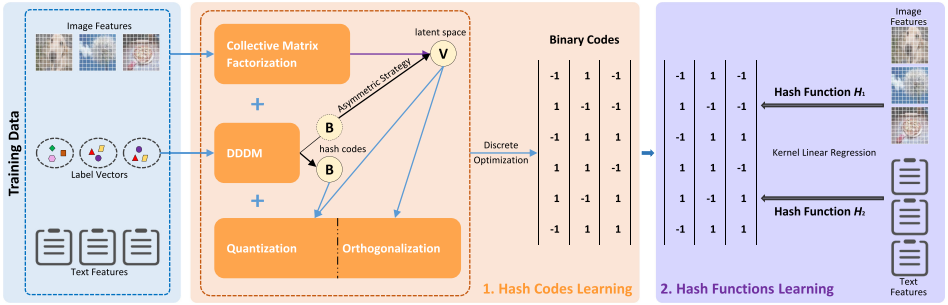 Training Data
Image Features
Label Vectors
Text Features
Collective Matrix
Factorization
+
DDDM
+
Quantization
Orthogonalization
latent space
V
Asymmetric Strategy
B
hash codes
B
1. Hash Codes Learning
Discrete
Optimization
Binary Codes
-1 1 -1
1 -1 -1
-1 1 1
1 1 -1
1 -1 1
-1 1 1
-1 1 -1
1 -1 -1
-1 1 1
1 1 -1
1 -1 1
-1 1 1
Hash Function H1
Kernel Linear Regression
Hash Function H2
Image
Features
Text
Features
2. Hash Functions Learning